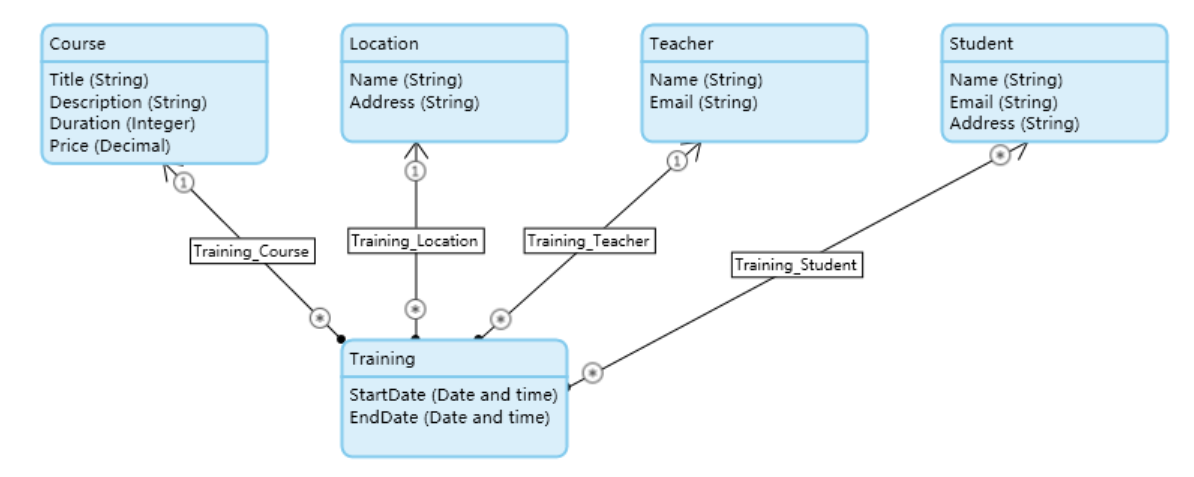 Course
Title (String)
Description (String)
Duration (Integer)
Price (Decimal)
Location
Name (String)
Address (String)
Teacher
Name (String)
Email (String)
Student
Name (String)
Email (String)
Address (String)
1
1
1
*
Training_Course
Training_Location
Training_Teacher
Training_Student
*
*
*
*
Training
StartDate (Date and time)
EndDate (Date and time)